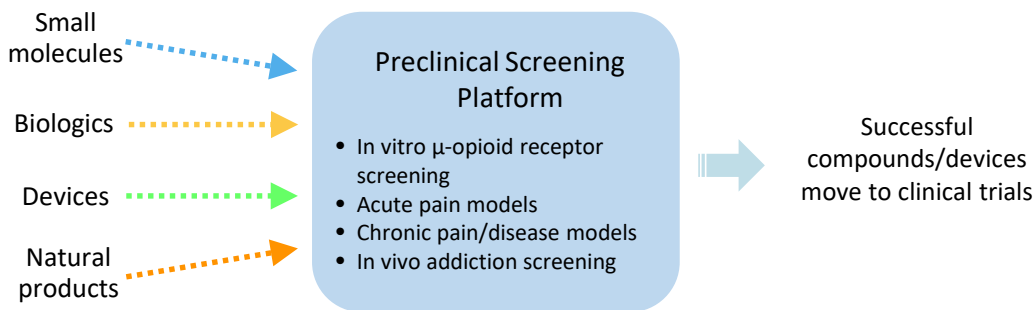 Small
molecules
Biologics
Devices
Natural
products
Preclinical Screening
Platform
• In vitro µ-opioid receptor
screening
• Acute pain models
• Chronic pain/disease models
• In vivo addiction screening
Successful
compounds/devices
move to clinical trials